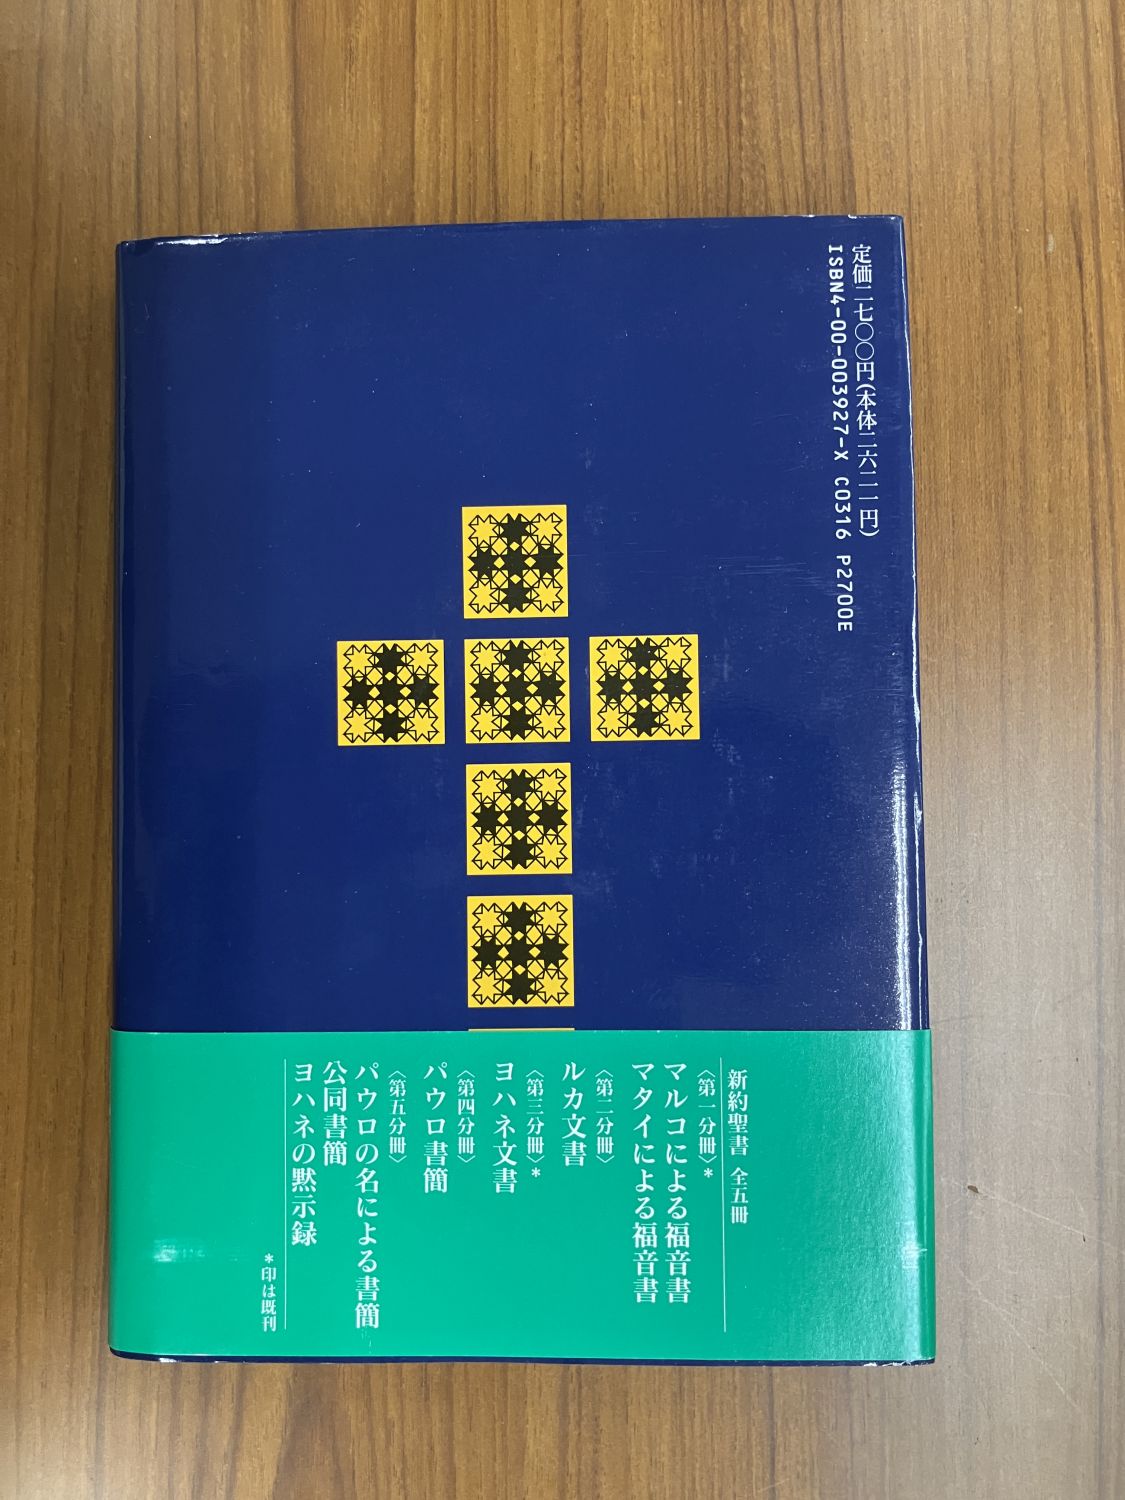 定価二七〇〇円(本体二六二一円)
ISBN4-00-003927-X C0316 P2700E
新約聖書 全五冊
〈第一分冊〉*
マルコによる福音書
マタイによる福音書
〈第二分冊〉
ルカ文書
〈第三分冊〉*
ヨハネ文書
〈第四分冊〉
パウロ書簡
〈第五分冊〉
パウロの名による書簡
公同書簡
ヨハネの黙示録
*印は既刊